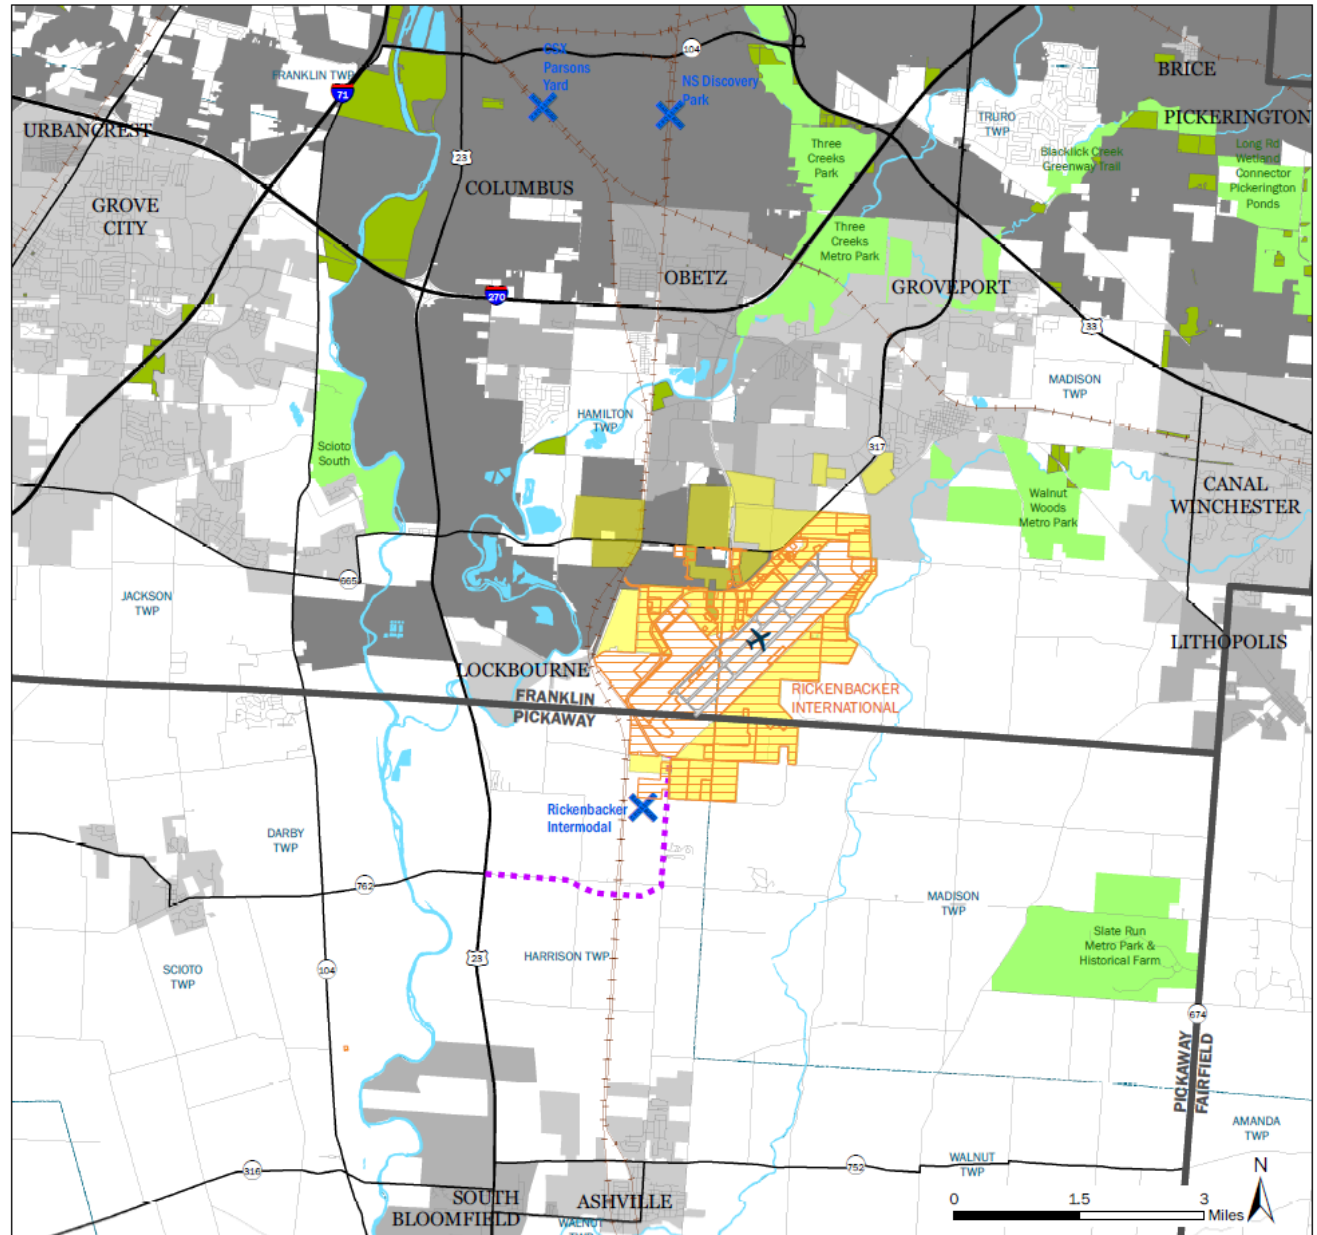 CSX
Parsons
Yard
104
BRICE
FRANKLIN TWP
71
NS Discovery
Park
PICKERINGTON
TRURO
TWP
URBANCREST
Three
Creeks
Park
Blacklick Creek
Greenway Trail
Long Rd
Wetland
Connector
Pickerington
Ponds
23
COLUMBUS
GROVE
CITY
Three
Creeks
Metro Park
OBETZ
GROVEPORT
270
33
MADISON
TWP
HAMILTON
TWP
317
Scioto
South
CANAL
WINCHESTER
Walnut
Woods
Metro Park
665
JACKSON
TWP
LITHOPOLIS
LOCKBOURNE
FRANKLIN
PICKAWAY
RICKENBACKER
INTERNATIONAL
Rickenbacker
Intermodal
DARBY
TWP
762
MADISON
TWP
Slate Run
Metro Park &
Historical Farm
HARRISON TWP
23
SCIOTO
TWP
104
674
PICKAWAY
FAIRFIELD
AMANDA
TWP
316
752
WALNUT
TWP
N
SOUTH
BLOOMFIELD
ASHVILLE
WALNUT
TWP
0 1.5 3
Miles